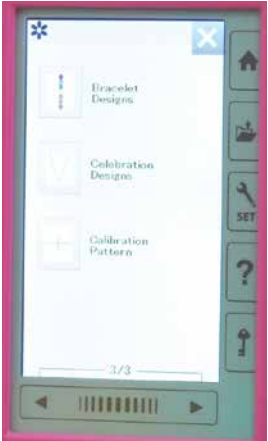 Bracelet
Designs
Celebration
Designs
Calibration
Pattern
3/3
SET
?